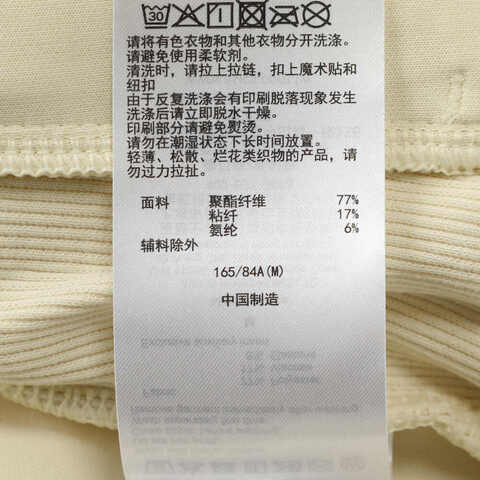 30
请将有色衣物和其他衣物分开洗涤。
请避免使用柔软剂。
清洗时，请拉上拉链，扣上魔术贴和
纽扣
由于反复洗涤会有印刷脱落现象发生
洗涤后请立即脱水干燥。
印刷部分请避免熨烫。
请勿在潮湿状态下长时间放置。
轻薄、松散、烂花类织物的产品，请
勿过力拉扯。
面料 聚酯纤维 77%
粘纤 17%
氨纶 6%
辅料除外
165/84A(M)
中国制造